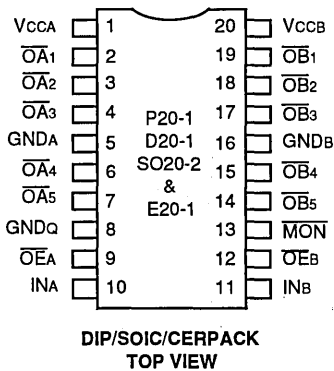 VCCA 1 20 VCCB
OA1 2 19 OB1
OA2 3 18 OB2
OA3 4 17 OB3
GNDA 5 16 GNDB
OA4 6 15 OB4
OA5 7 14 OB5
GNDQ 8 13 MON
OEA 9 12 OEB
INA 10 11 INB
P20-1
D20-1
SO20-2
&
E20-1
DIP/SOIC/CERPACK
TOP VIEW